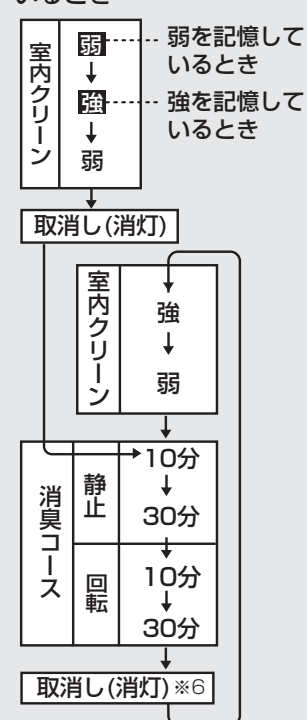 いるとき
室内クリーン
弱
弱を記憶して
いるとき
強
強を記憶して
いるとき
弱
取消し(消灯)
室内クリーン
強
弱
消臭コース
静止
10分
30分
回転
10分
30分
取消し(消灯)※6